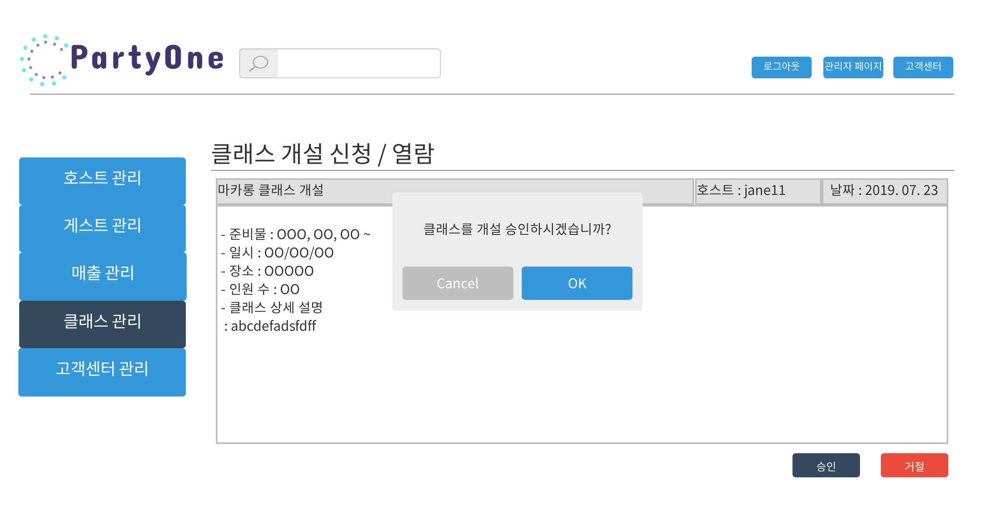 PartyOne
로그아웃
관리자 페이지
고객센터
클래스 개설 신청 / 열람
호스트 관리
게스트 관리
매출 관리
클래스 관리
고객센터 관리
마카롱 클래스 개설
호스트 : jane11
날짜 : 2019. 07. 23
- 준비물 : OOO, OO, OO ~
- 일시 : OO/OO/OO
- 장소 : OOOOO
- 인원 수 : OO
- 클래스 상세 설명
: abcdefadsfdff
클래스를 개설 승인하시겠습니까?
Cancel
OK
승인
거절